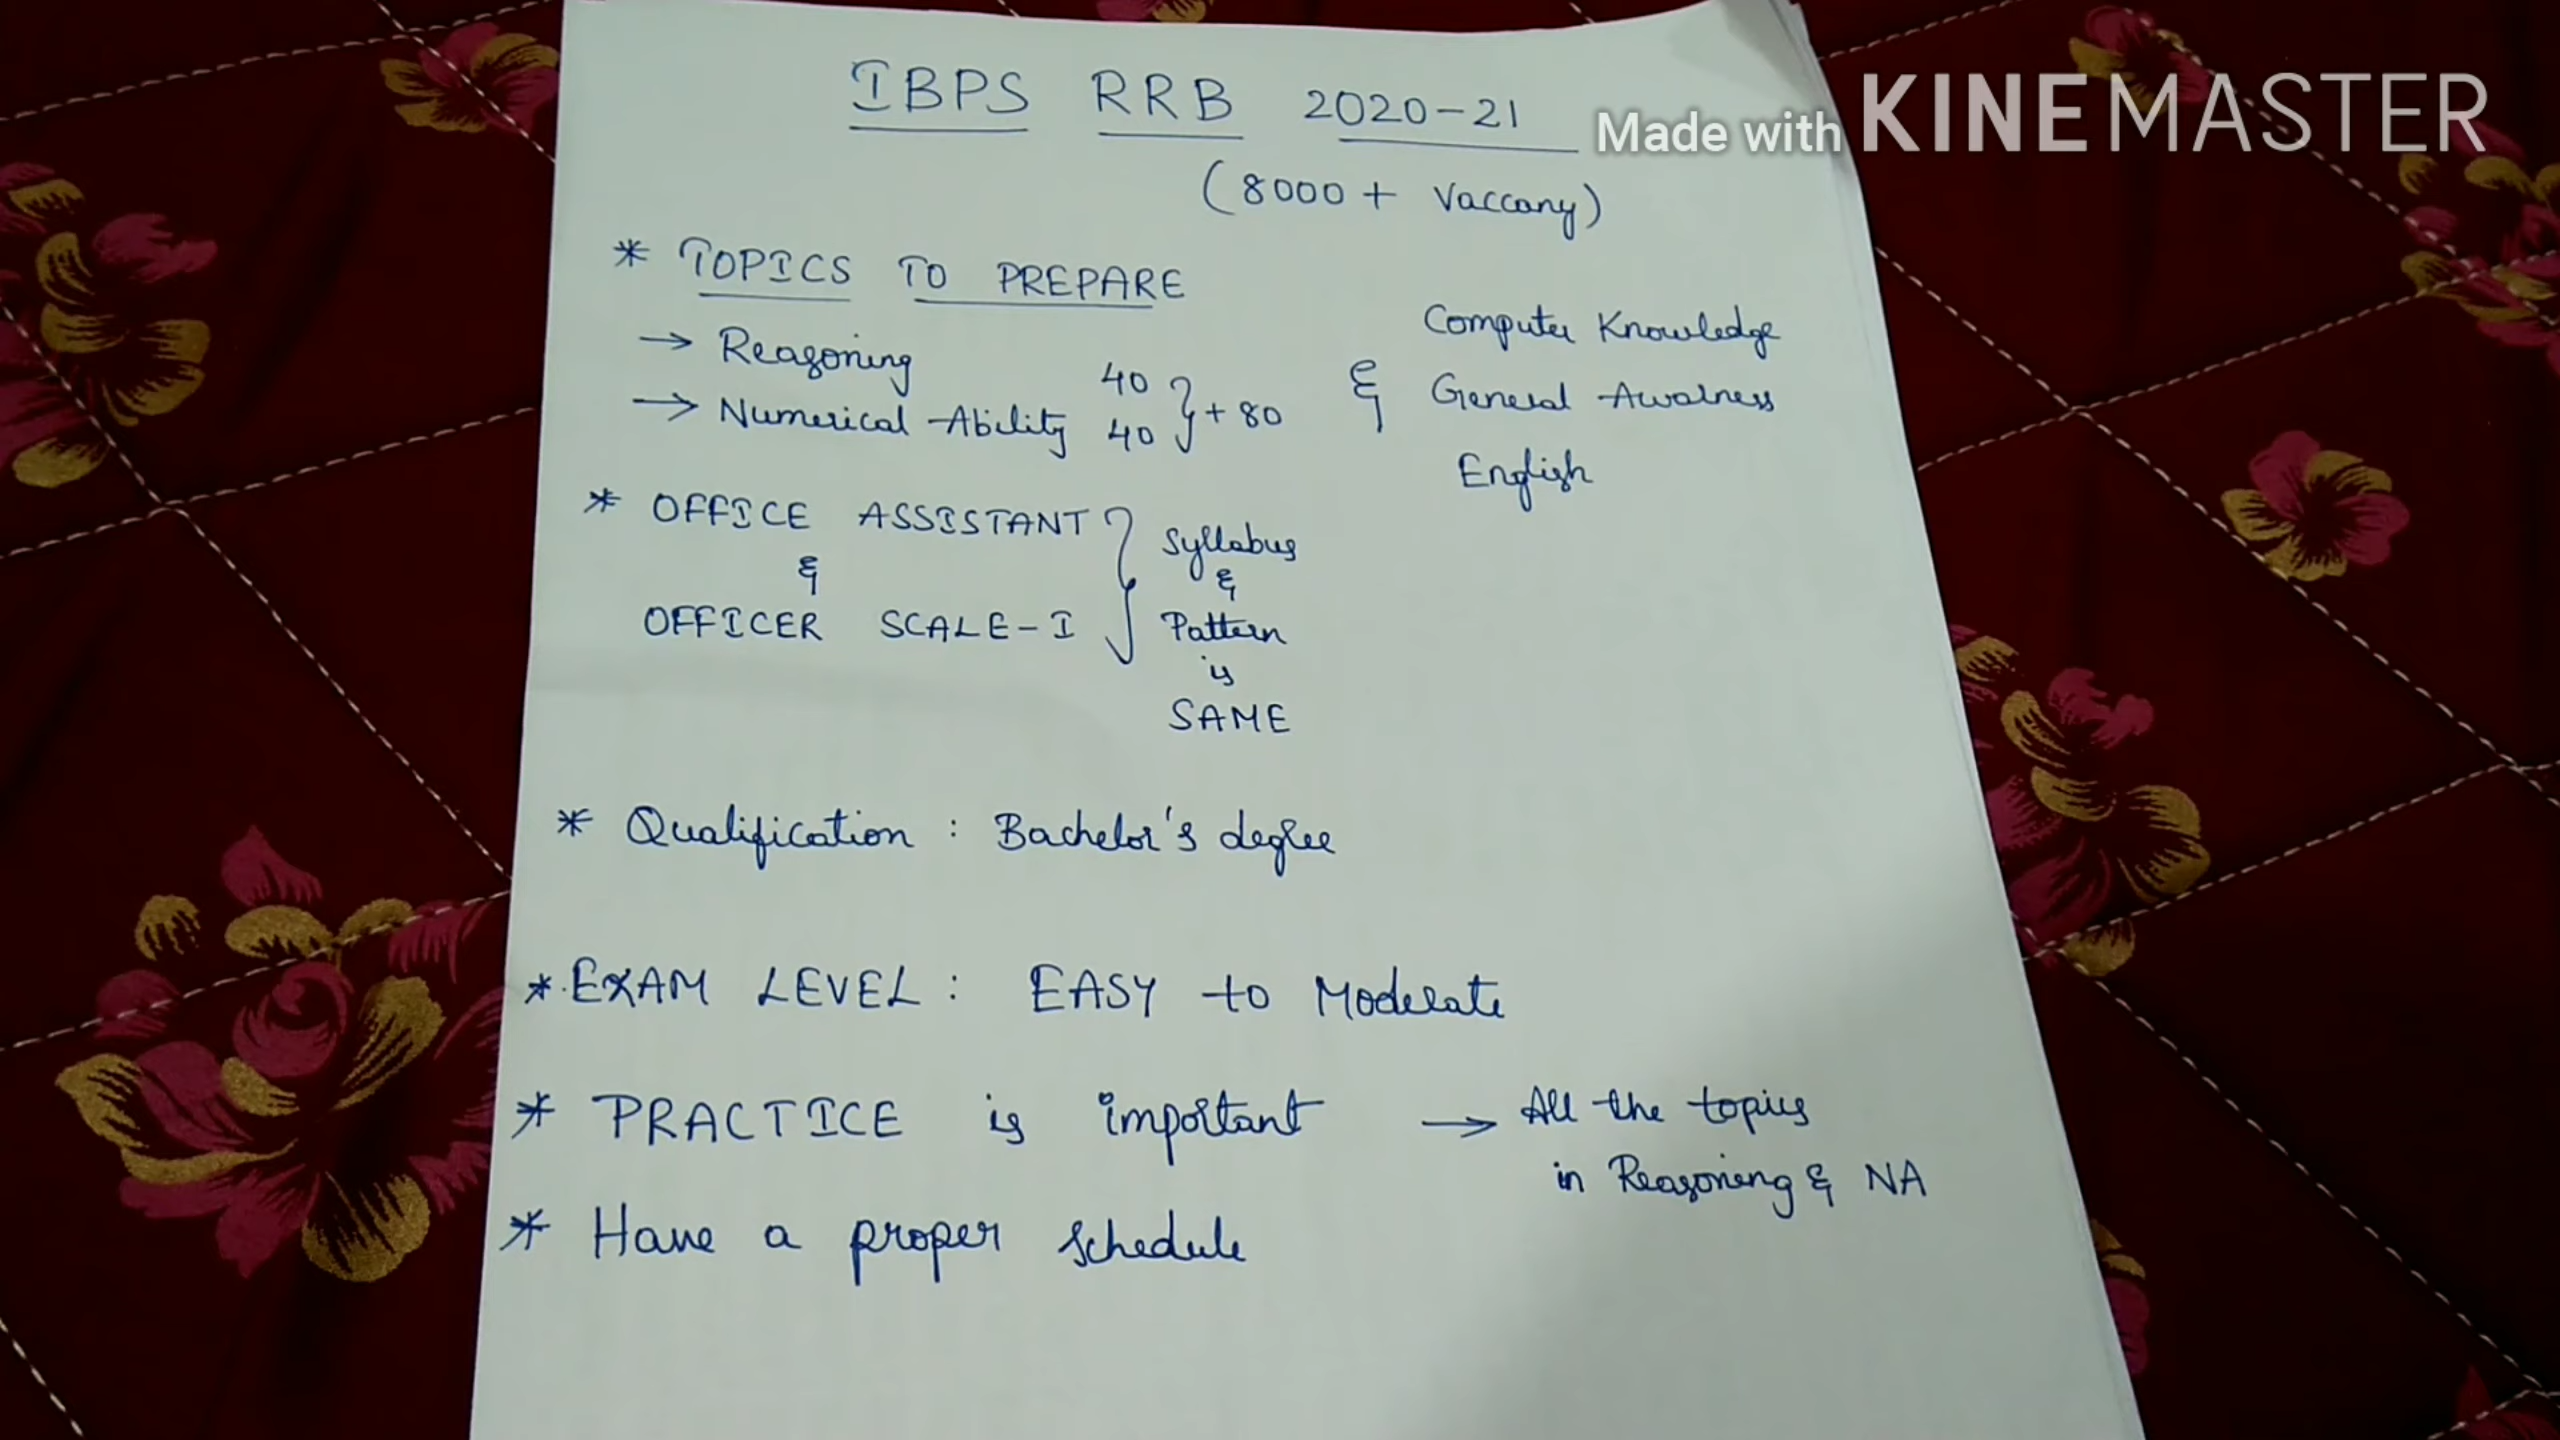 IBPS RRB 2020-21
Made with KINEMASTER
(8000 + Vaccany)
* TOPICS TO PREPARE
→ Reasoning 40
→ Numerical Ability 40 } + 80
& Computer Knowledge
General Awarness
English
* OFFICE ASSISTANT
&
OFFICER SCALE-I
} Syllabus
&
Pattern
is
SAME
* Qualification : Bachelor's degree
* EXAM LEVEL : EASY to Moderate
* PRACTICE is important → All the topics
in Reasoning & NA
* Have a proper schedule